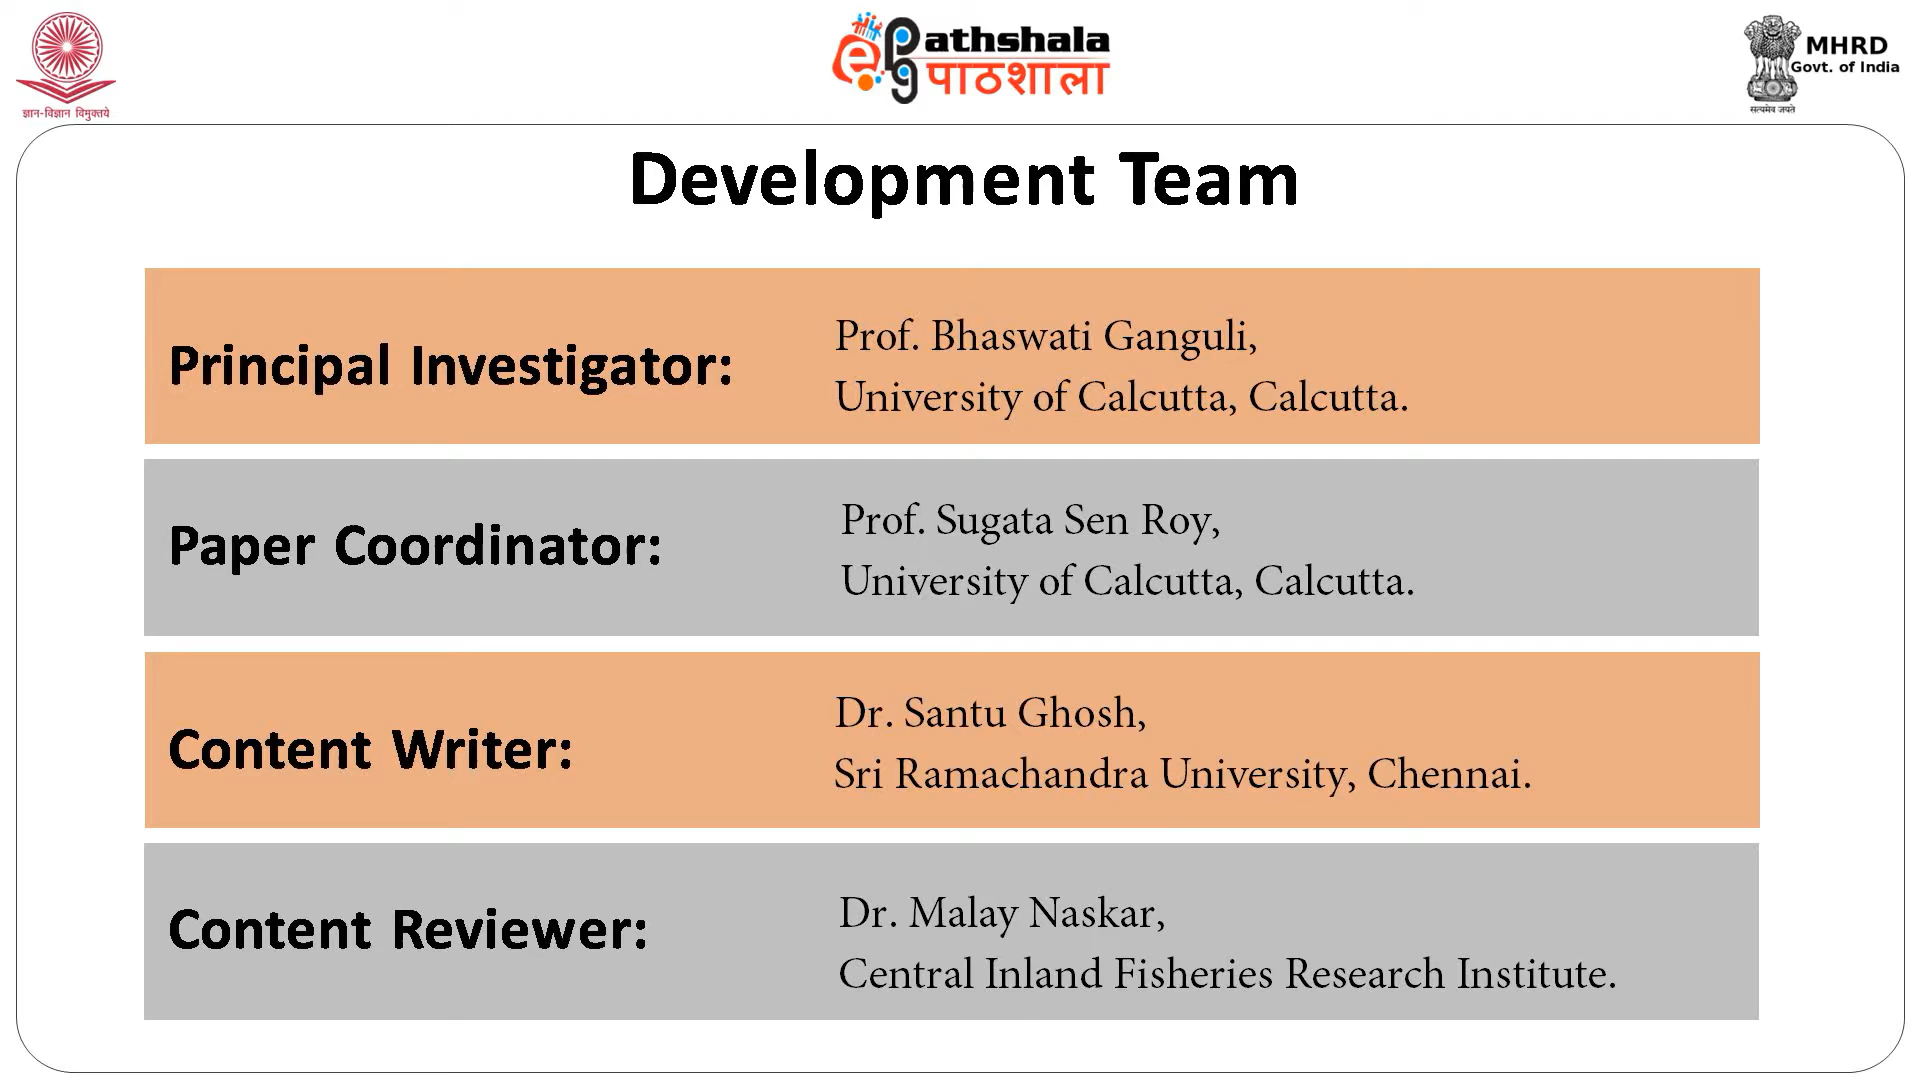 ज्ञान-विज्ञान विमुक्तये
e
pg
athshala
पाठशाला
MHRD
Govt. of India
सत्यमेव जयते
Development Team
Principal Investigator:
Prof. Bhaswati Ganguli,
University of Calcutta, Calcutta.
Paper Coordinator:
Prof. Sugata Sen Roy,
University of Calcutta, Calcutta.
Content Writer:
Dr. Santu Ghosh,
Sri Ramachandra University, Chennai.
Content Reviewer:
Dr. Malay Naskar,
Central Inland Fisheries Research Institute.